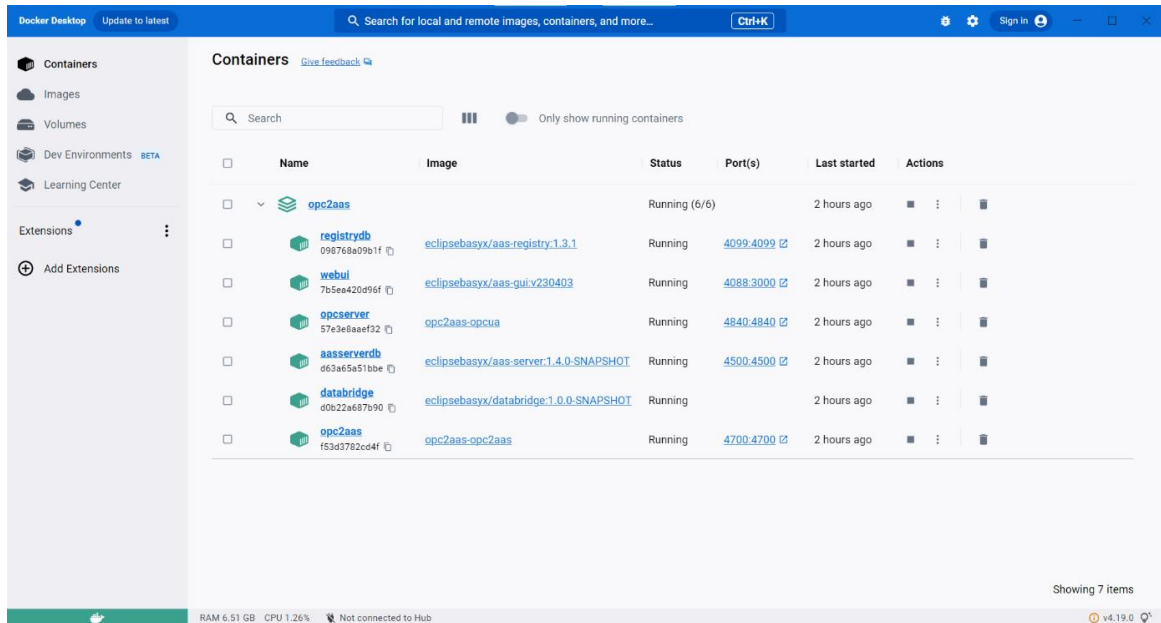 Docker Desktop Update to latest Search for local and remote images, containers, and more... Ctrl+K Sign in
Containers
Images
Volumes
Dev Environments BETA
Learning Center
Extensions
Add Extensions
Containers Give feedback
Search Only show running containers
Name Image Status Port(s) Last started Actions
opc2aas Running (6/6) 2 hours ago
registrydb eclipsebasyx/aas-registry:1.3.1 Running 4099:4099 2 hours ago
098768a09b1f
webui eclipsebasyx/aas-gui:v230403 Running 4088:3000 2 hours ago
7b5ea420d96f
opcserver opc2aas-opcua Running 4840:4840 2 hours ago
57e3e8aaef32
aasserverdb eclipsebasyx/aas-server:1.4.0-SNAPSHOT Running 4500:4500 2 hours ago
d63a65a51bbe
databridge eclipsebasyx/databridge:1.0.0-SNAPSHOT Running 2 hours ago
d0b22a687b90
opc2aas opc2aas-opc2aas Running 4700:4700 2 hours ago
f53d3782cd4f
Showing 7 items
RAM 6.51 GB CPU 1.26% Not connected to Hub v4.19.0